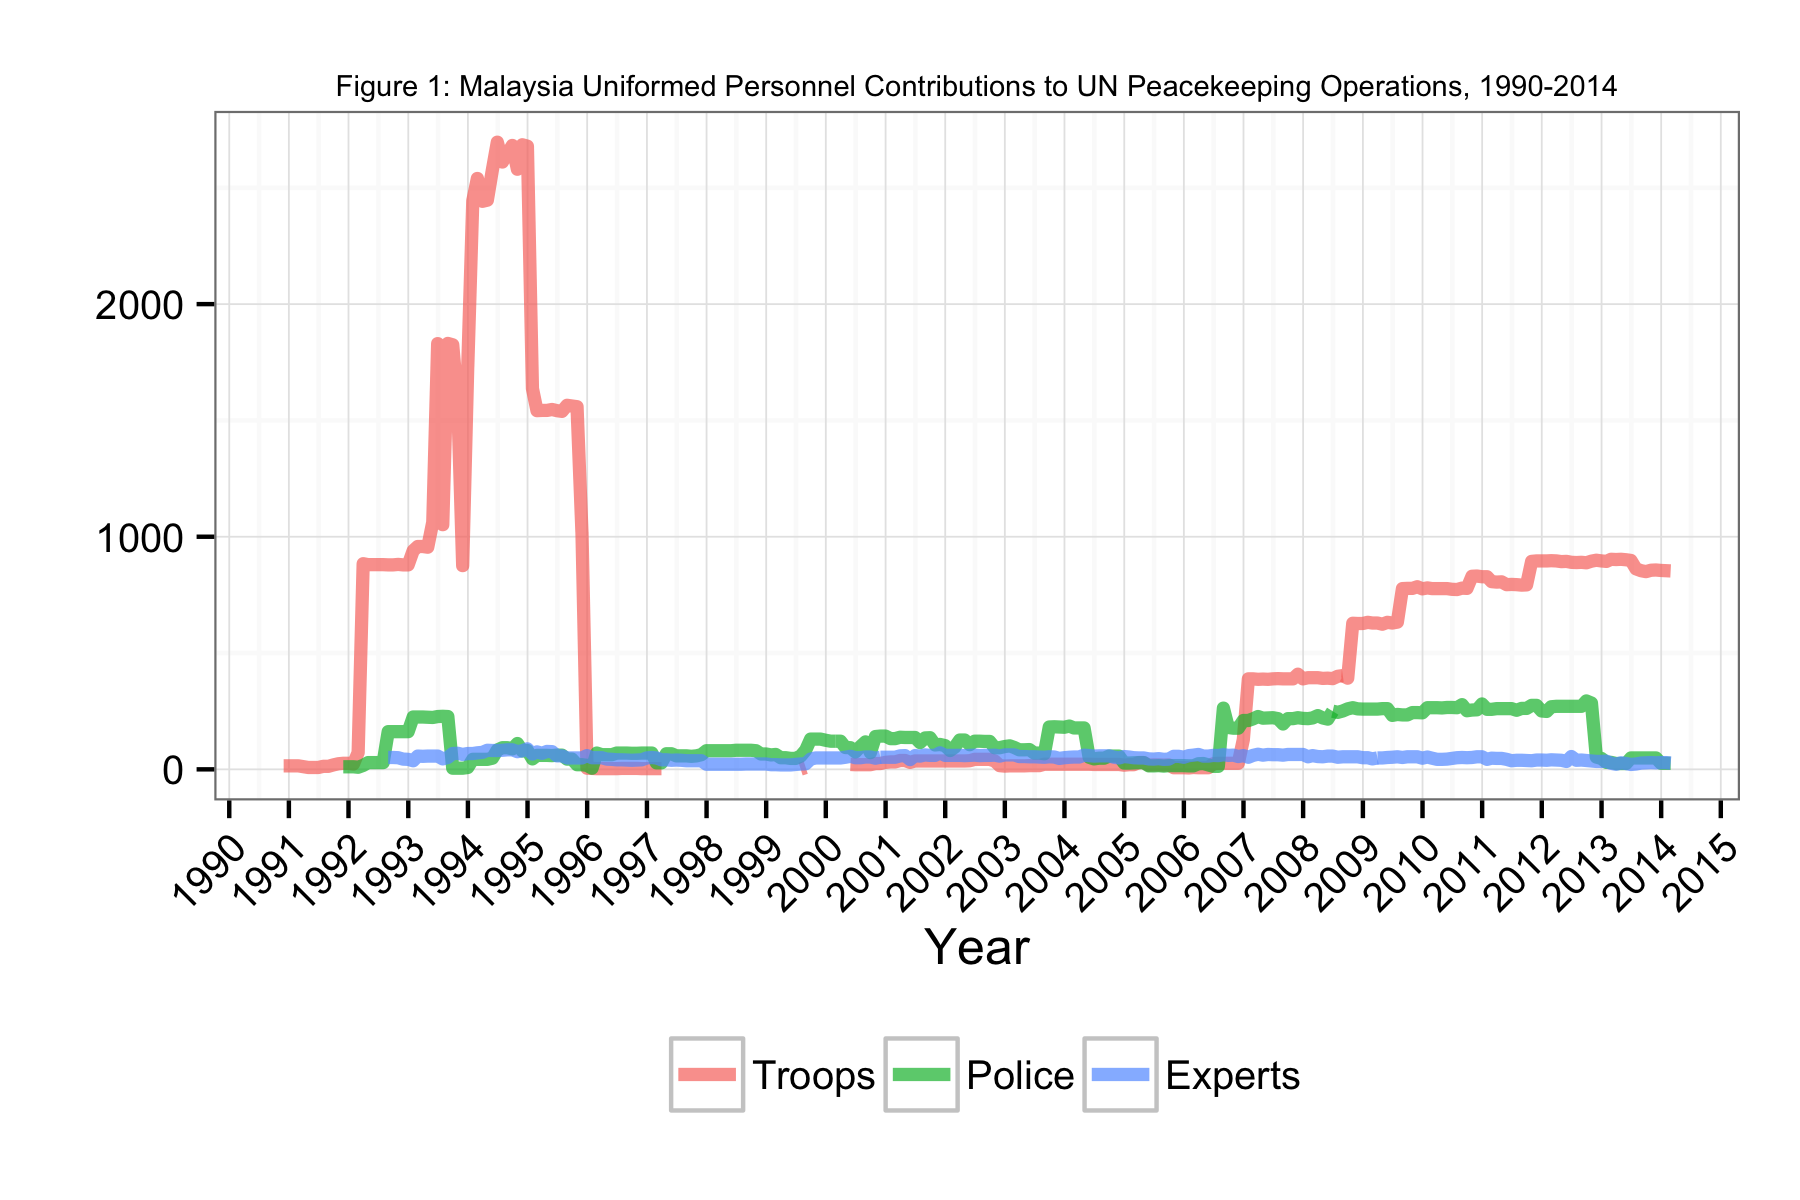 Figure 1: Malaysia Uniformed Personnel Contributions to UN Peacekeeping Operations, 1990-2014
2000
1000
0
1990 1991 1992 1993 1994 1995 1996 1997 1998 1999 2000 2001 2002 2003 2004 2005 2006 2007 2008 2009 2010 2011 2012 2013 2014 2015
Year
Troops Police Experts